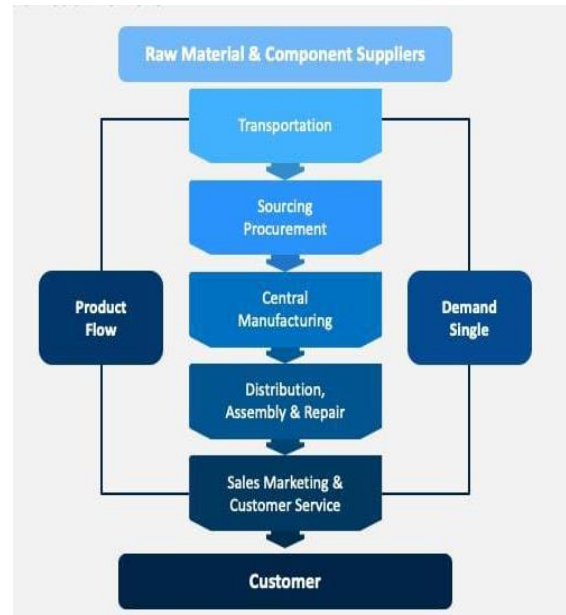 Raw Material & Component Suppliers
Transportation
Sourcing
Procurement
Central
Manufacturing
Product
Flow
Demand
Single
Distribution,
Assembly & Repair
Sales Marketing &
Customer Service
Customer